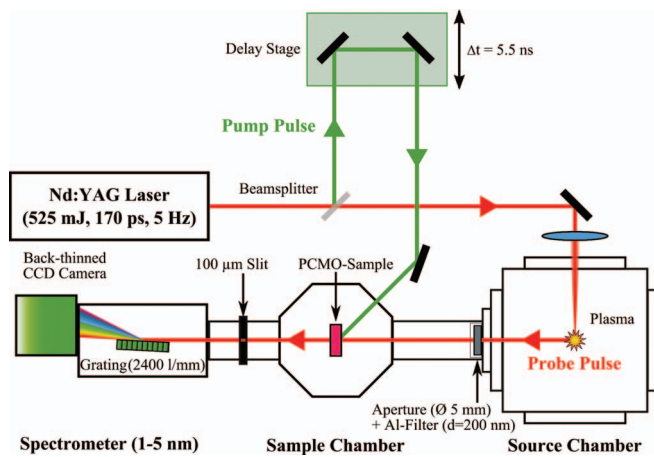 Delay Stage
Δt = 5.5 ns
Pump Pulse
Nd:YAG Laser
(525 mJ, 170 ps, 5 Hz)
Beamsplitter
Back-thinned
CCD Camera
100 µm Slit
PCMO-Sample
Plasma
Probe Pulse
Grating (2400 l/mm)
Aperture (Ø 5 mm)
+ Al-Filter (d=200 nm)
Spectrometer (1-5 nm)
Sample Chamber
Source Chamber